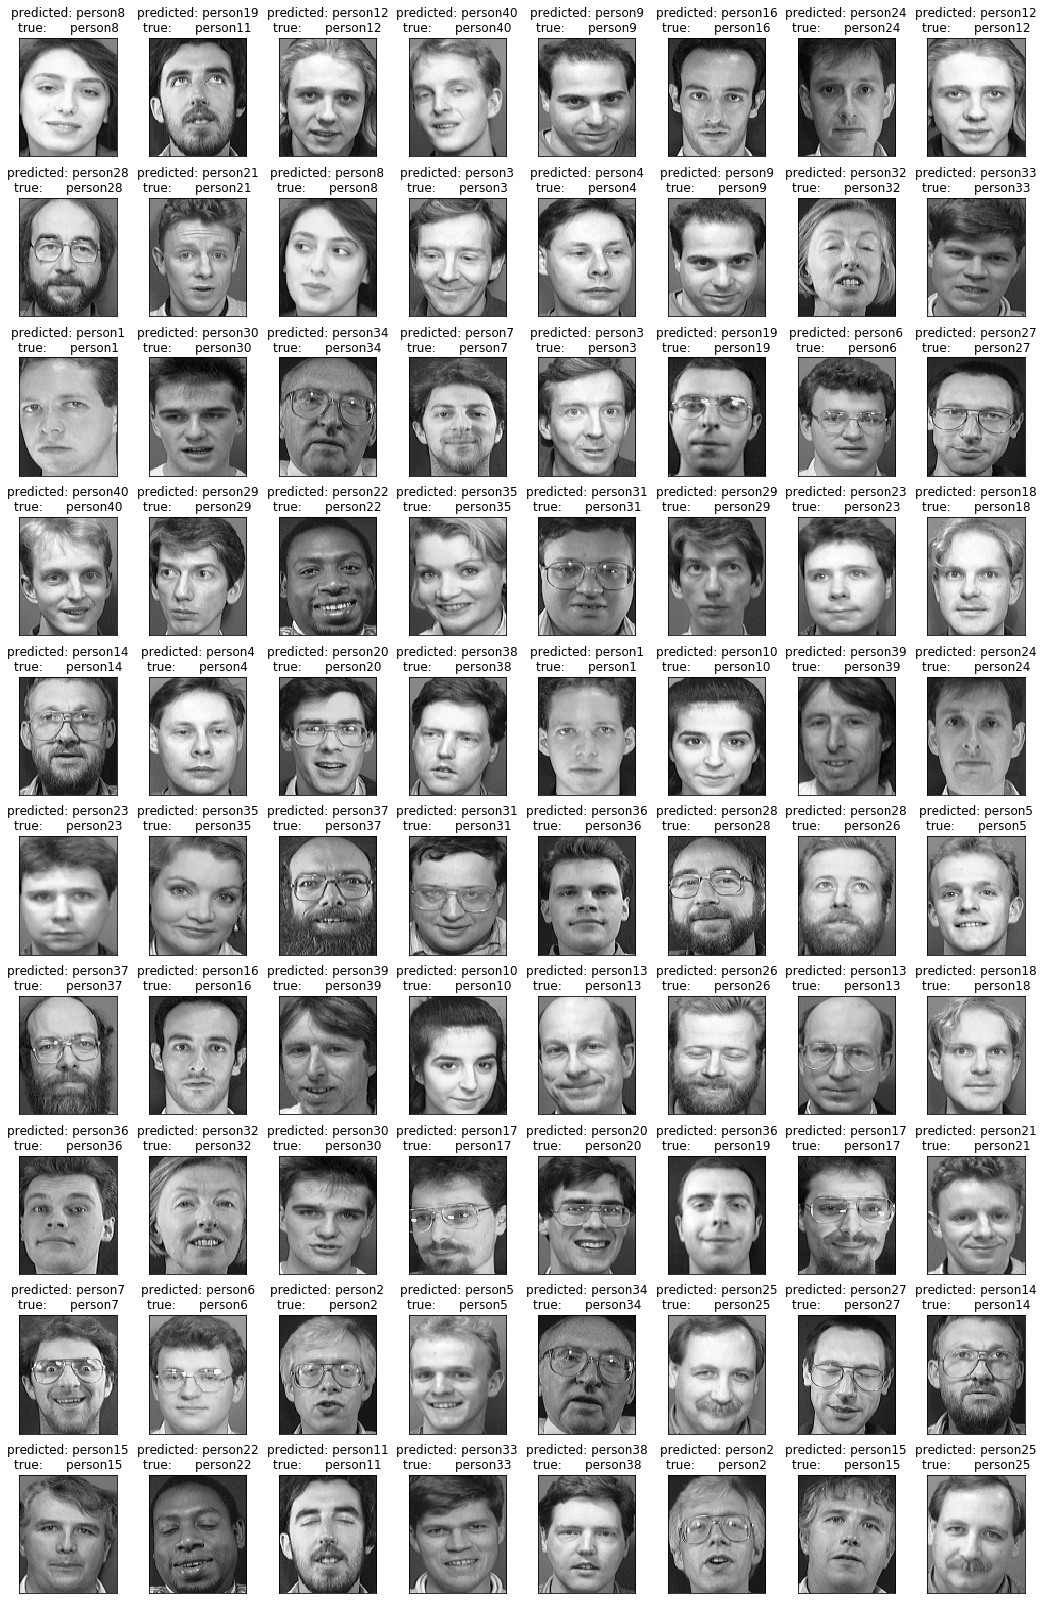 predicted: person8 predicted: person19 predicted: person12 predicted: person40 predicted: person9 predicted: person16 predicted: person24 predicted: person12
true: person8 true: person11 true: person12 true: person40 true: person9 true: person16 true: person24 true: person12
predicted: person28 predicted: person21 predicted: person8 predicted: person3 predicted: person4 predicted: person9 predicted: person32 predicted: person33
true: person28 true: person21 true: person8 true: person3 true: person4 true: person9 true: person32 true: person33
predicted: person1 predicted: person30 predicted: person34 predicted: person7 predicted: person3 predicted: person19 predicted: person6 predicted: person27
true: person1 true: person30 true: person34 true: person7 true: person3 true: person19 true: person6 true: person27
predicted: person40 predicted: person29 predicted: person22 predicted: person35 predicted: person31 predicted: person29 predicted: person23 predicted: person18
true: person40 true: person29 true: person22 true: person35 true: person31 true: person29 true: person23 true: person18
predicted: person14 predicted: person4 predicted: person20 predicted: person38 predicted: person1 predicted: person10 predicted: person39 predicted: person24
true: person14 true: person4 true: person20 true: person38 true: person1 true: person10 true: person39 true: person24
predicted: person23 predicted: person35 predicted: person37 predicted: person31 predicted: person36 predicted: person28 predicted: person28 predicted: person5
true: person23 true: person35 true: person37 true: person31 true: person36 true: person28 true: person26 true: person5
predicted: person37 predicted: person16 predicted: person39 predicted: person10 predicted: person13 predicted: person26 predicted: person13 predicted: person18
true: person37 true: person16 true: person39 true: person10 true: person13 true: person26 true: person13 true: person18
predicted: person36 predicted: person32 predicted: person30 predicted: person17 predicted: person20 predicted: person36 predicted: person17 predicted: person21
true: person36 true: person32 true: person30 true: person17 true: person20 true: person19 true: person17 true: person21
predicted: person7 predicted: person6 predicted: person2 predicted: person5 predicted: person34 predicted: person25 predicted: person27 predicted: person14
true: person7 true: person6 true: person2 true: person5 true: person34 true: person25 true: person27 true: person14
predicted: person15 predicted: person22 predicted: person11 predicted: person33 predicted: person38 predicted: person2 predicted: person15 predicted: person25
true: person15 true: person22 true: person11 true: person33 true: person38 true: person2 true: person15 true: person25